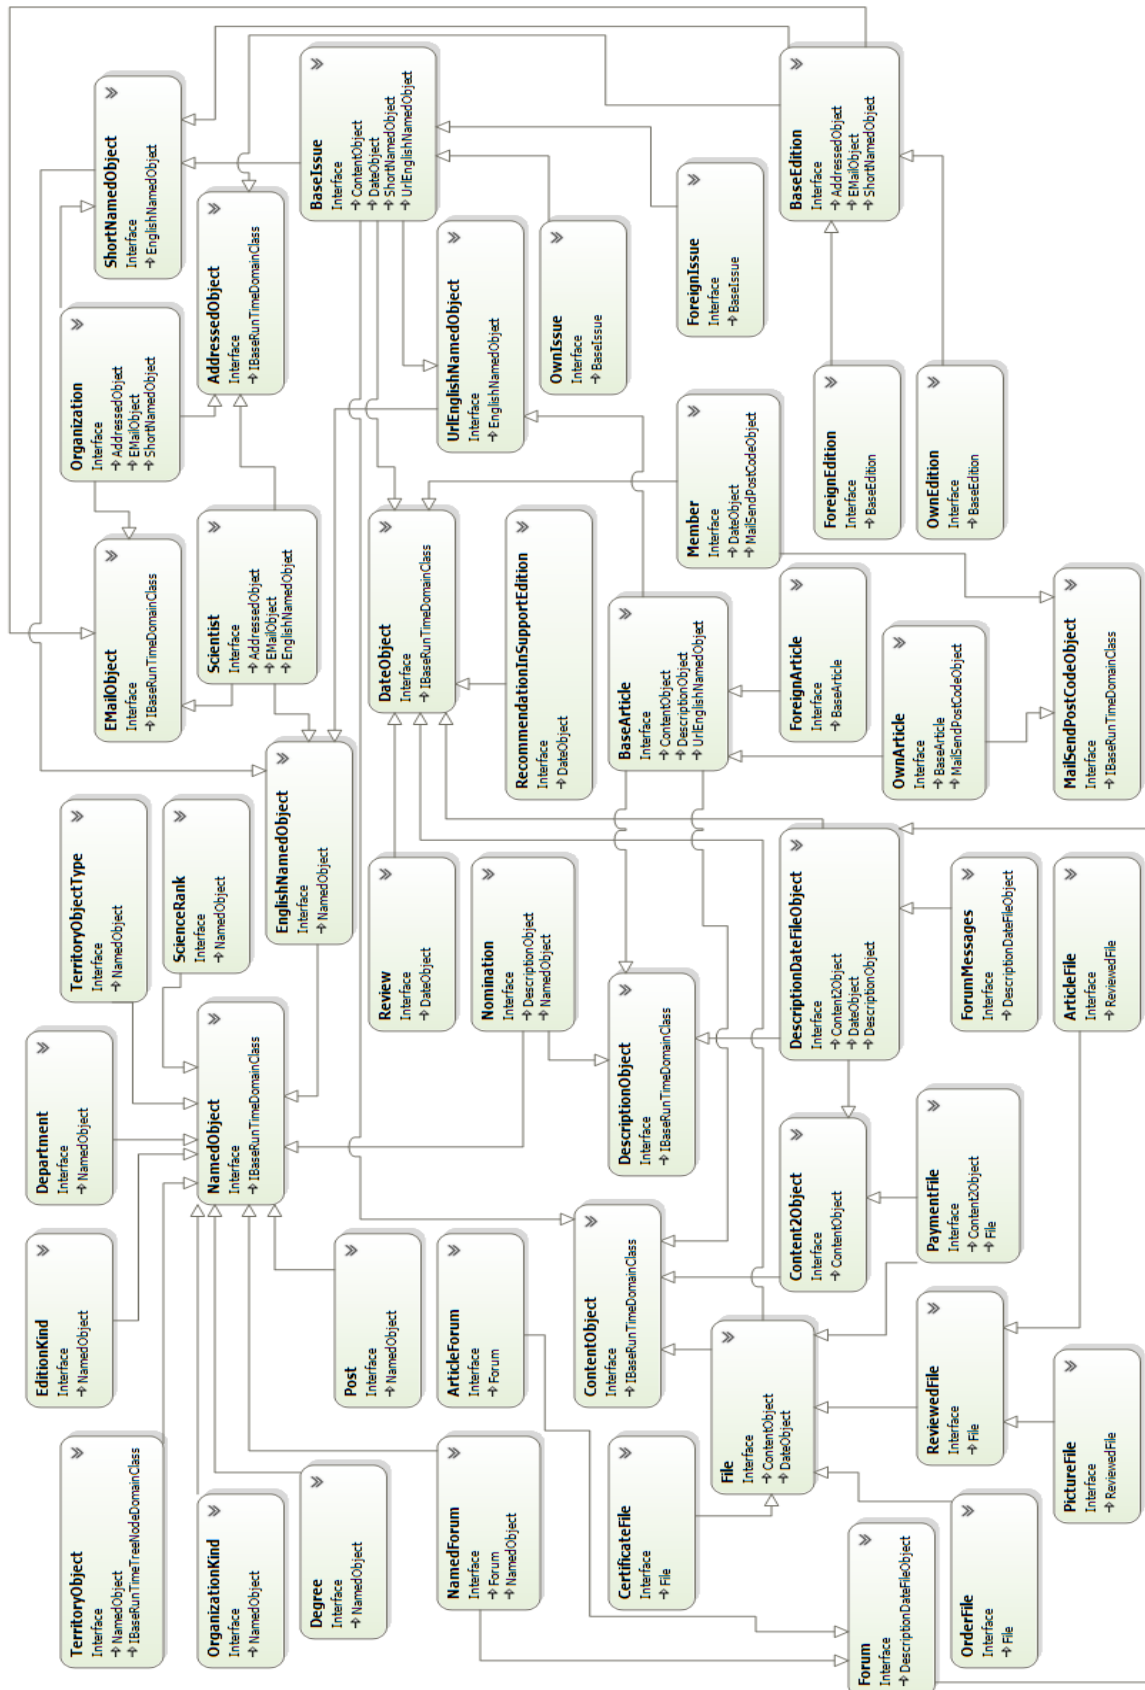 TerritoryObject
Interface
NamedObject
IBaseRunTimeTreeNodeDomainClass
EditionKind
Interface
NamedObject
Department
Interface
NamedObject
TerritoryObjectType
Interface
NamedObject
ScienceRank
Interface
NamedObject
OrganizationKind
Interface
NamedObject
NamedObject
Interface
IBaseRunTimeDomainClass
EnglishNamedObject
Interface
NamedObject
EMailObject
Interface
IBaseRunTimeDomainClass
Scientist
Interface
AddressedObject
EMailObject
EnglishNamedObject
Organization
Interface
AddressedObject
EMailObject
ShortNamedObject
ShortNamedObject
Interface
EnglishNamedObject
AddressedObject
Interface
IBaseRunTimeDomainClass
BaseIssue
Interface
ContentObject
DateObject
ShortNamedObject
UrlEnglishNamedObject
Degree
Interface
NamedObject
Post
Interface
NamedObject
Review
Interface
DateObject
DateObject
Interface
IBaseRunTimeDomainClass
UrlEnglishNamedObject
Interface
EnglishNamedObject
NamedForum
Interface
Forum
NamedObject
ArticleForum
Interface
Forum
Nomination
Interface
DescriptionObject
NamedObject
RecommendationInSupportEdition
Interface
DateObject
OwnIssue
Interface
BaseIssue
ContentObject
Interface
IBaseRunTimeDomainClass
DescriptionObject
Interface
IBaseRunTimeDomainClass
BaseArticle
Interface
ContentObject
DescriptionObject
UrlEnglishNamedObject
Member
Interface
DateObject
MailSendPostCodeObject
ForeignIssue
Interface
BaseIssue
CertificateFile
Interface
File
File
Interface
ContentObject
DateObject
Content2Object
Interface
ContentObject
DescriptionDateFileObject
Interface
Content2Object
DateObject
DescriptionObject
ForeignArticle
Interface
BaseArticle
ForeignEdition
Interface
BaseEdition
BaseEdition
Interface
AddressedObject
EMailObject
ShortNamedObject
Forum
Interface
DescriptionDateFileObject
OrderFile
Interface
File
ReviewedFile
Interface
File
PaymentFile
Interface
Content2Object
File
ForumMessages
Interface
DescriptionDateFileObject
OwnArticle
Interface
BaseArticle
MailSendPostCodeObject
OwnEdition
Interface
BaseEdition
PictureFile
Interface
ReviewedFile
ArticleFile
Interface
ReviewedFile
MailSendPostCodeObject
Interface
IBaseRunTimeDomainClass